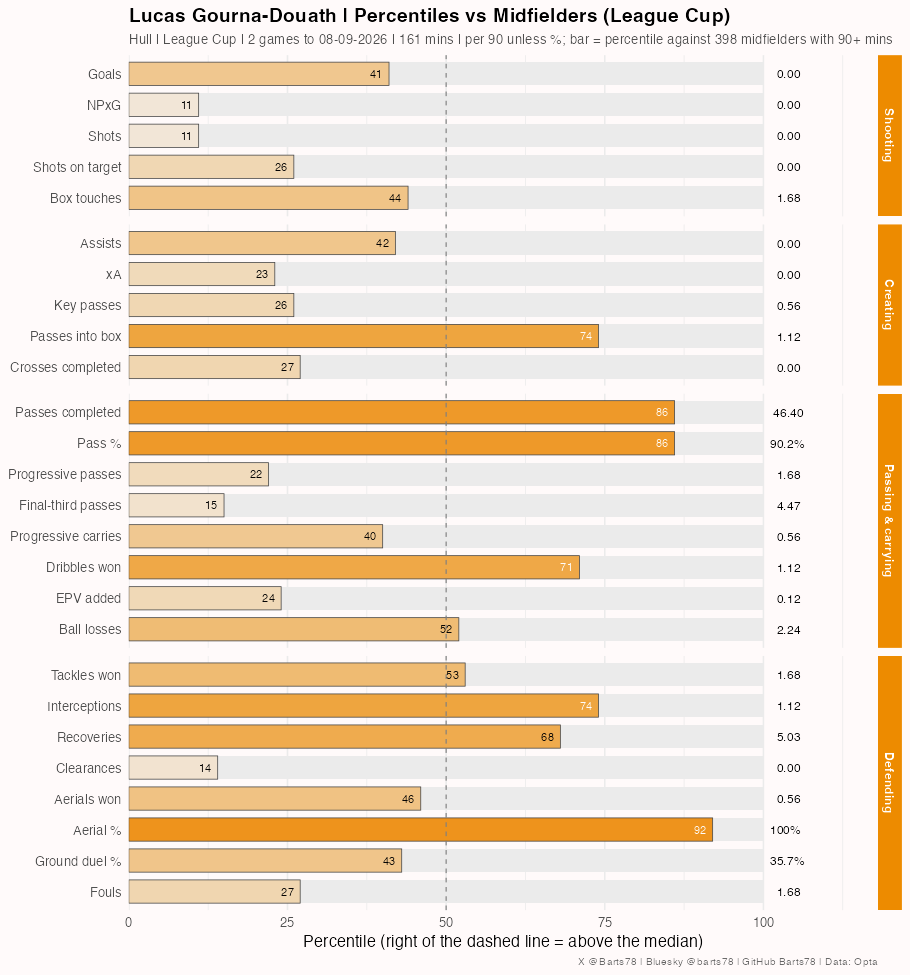 Lucas Gourna-Douath | Percentiles vs Midfielders (League Cup)
Hull | League Cup | 2 games to 08-09-2026 | 161 mins | per 90 unless %; bar = percentile against 398 midfielders with 90+ mins
Goals 41 0.00
NPxG 11 0.00
Shots 11 0.00
Shots on target 26 0.00
Box touches 44 1.68
Shooting
Assists 42 0.00
xA 23 0.00
Key passes 26 0.56
Passes into box 74 1.12
Crosses completed 27 0.00
Creating
Passes completed 86 46.40
Pass % 86 90.2%
Progressive passes 22 1.68
Final-third passes 15 4.47
Progressive carries 40 0.56
Dribbles won 71 1.12
EPV added 24 0.12
Ball losses 52 2.24
Passing & carrying
Tackles won 53 1.68
Interceptions 74 1.12
Recoveries 68 5.03
Clearances 14 0.00
Aerials won 46 0.56
Aerial % 92 100%
Ground duel % 43 35.7%
Fouls 27 1.68
Defending
0 25 50 75 100
Percentile (right of the dashed line = above the median)
X @Barts78 | Bluesky @barts78 | GitHub Barts78 | Data: Opta